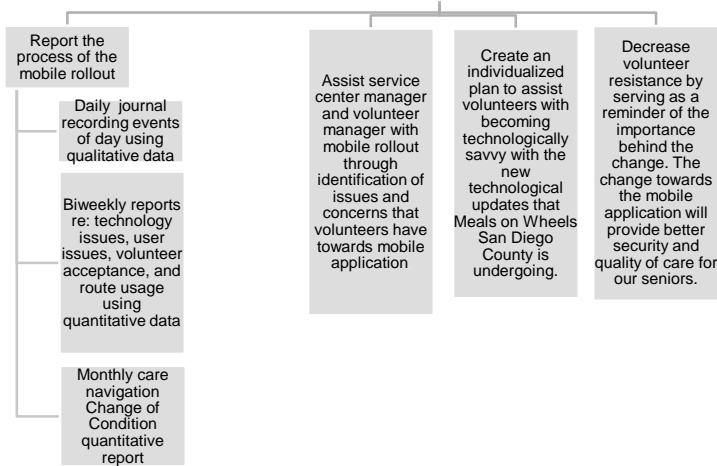 Report the
process of the
mobile rollout
Daily journal
recording events
of day using
qualitative data
Biweekly reports
re: technology
issues, user
issues, volunteer
acceptance, and
route usage
using
quantitative data
Monthly care
navigation
Change of
Condition
quantitative
report
Assist service
center manager
and volunteer
manager with
mobile rollout
through
identification of
issues and
concerns that
volunteers have
towards mobile
application
Create an
individualized
plan to assist
volunteers with
becoming
technologically
savvy with the
new
technological
updates that
Meals on Wheels
San Diego
County is
undergoing.
Decrease
volunteer
resistance by
serving as a
reminder of the
importance
behind the
change. The
change towards
the mobile
application will
provide better
security and
quality of care for
our seniors.